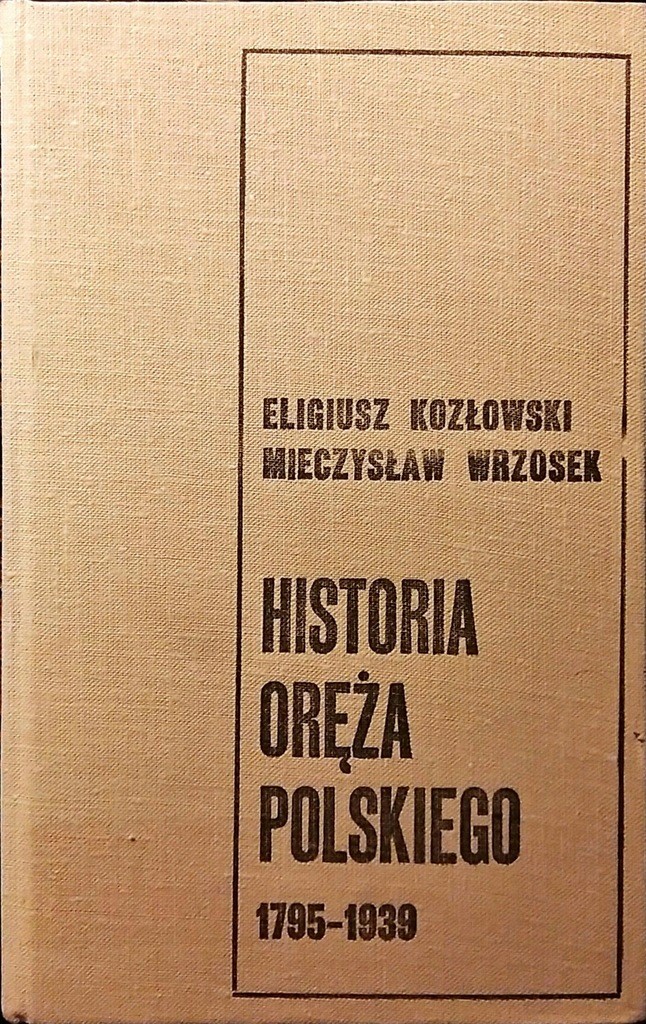 ELIGIUSZ KOZŁOWSKI
MIECZYSŁAW WRZOSEK
HISTORIA
ORĘŻA
POLSKIEGO
1795-1939